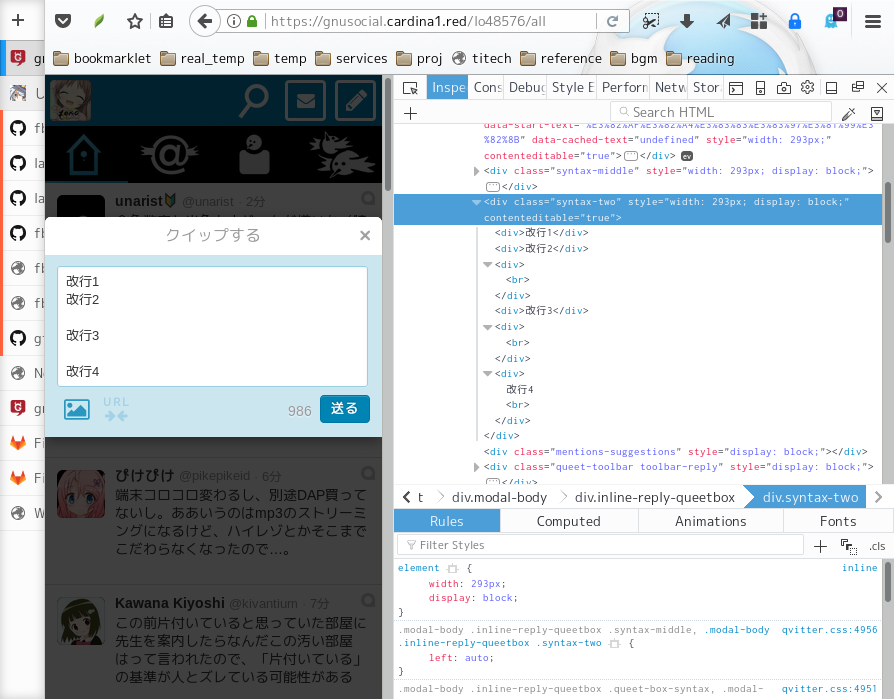 https://gnusocial.cardina1.red/lo48576/all
0
bookmarklet
real_temp
temp
services
proj
titech
reference
bgm
reading
unarist🔰 @unarist · 2分
クイップする
×
改行1
改行2
改行3
改行4
URL
986
送る
ぴけぴけ @pikepikeid · 6分
端末コロコロ変わるし、別途DAP買って
ないし。ああいうのはmp3のストリーミ
ングになるけど、ハイレゾとかそこまで
こだわらなくなったので…。
Kawana Kiyoshi @kivantium · 7分
この前片付いていると思っていた部屋に
先生を案内したらなんだこの汚い部屋
はって言われたので、「片付いている」
の基準が人とズレている可能性がある
Inspe
Cons
Debug
Style E
Perforn
Netw
Stor
Search HTML
data-start-text="%E3%82%AF%E3%82%A4%E3%83%83%E3%83%97%E3%81%99%E3
%82%8B" data-cached-text="undefined" style="width: 293px;"
contenteditable="true"></div> ev
<div class="syntax-middle" style="width: 293px; display: block;">
</div>
<div class="syntax-two" style="width: 293px; display: block;"
contenteditable="true">
<div>改行1</div>
<div>改行2</div>
<div>
<br>
</div>
<div>改行3</div>
<div>
<br>
</div>
<div>
改行4
<br>
</div>
</div>
<div class="mentions-suggestions" style="display: block;"></div>
<div class="queet-toolbar toolbar-reply" style="display: block;">
</div>
t
div.modal-body
div.inline-reply-queetbox
div.syntax-two
Rules
Computed
Animations
Fonts
Filter Styles
.cls
element {
inline
width: 293px;
display: block;
}
.modal-body .inline-reply-queetbox .syntax-middle, .modal-body
qvitter.css:4956
.inline-reply-queetbox .syntax-two {
left: auto;
}
.modal-body .inline-reply-queetbox .queet-box-syntax, .modal-
qvitter.css:4951